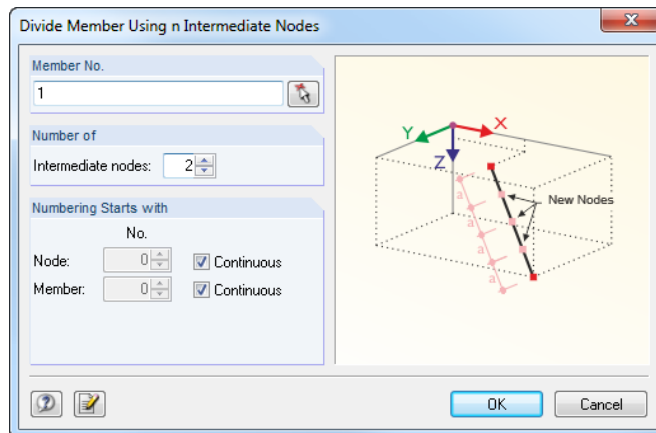 Divide Member Using n Intermediate Nodes
Member No.
1
Number of
Intermediate nodes: 2
Numbering Starts with
No.
Node: 0 Continuous
Member: 0 Continuous
X
Y
Z
New Nodes
a
a
a
a
OK Cancel